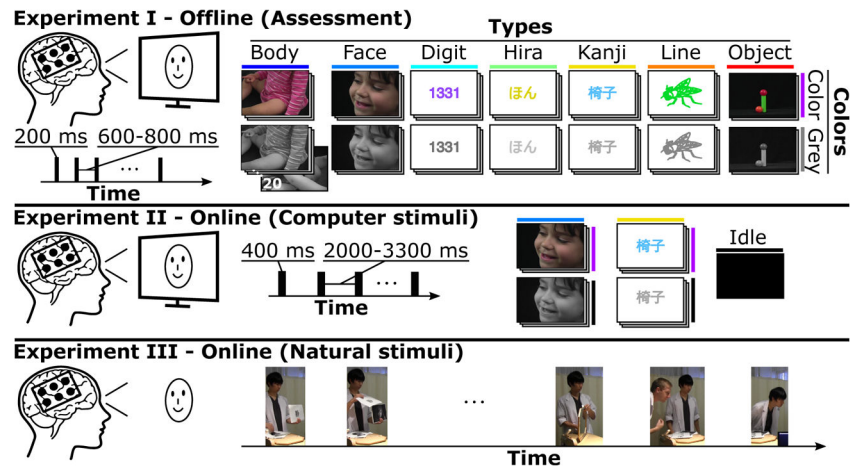 Experiment I - Offline (Assessment)
Types
Body Face Digit Hira Kanji Line Object
1331 ほん 椅子
Color
200 ms 600-800 ms
1331 ほん 椅子
Grey
Colors
20
...
Time
Experiment II - Online (Computer stimuli)
400 ms 2000-3300 ms
椅子
Idle
...
Time
椅子
Experiment III - Online (Natural stimuli)
...
Time